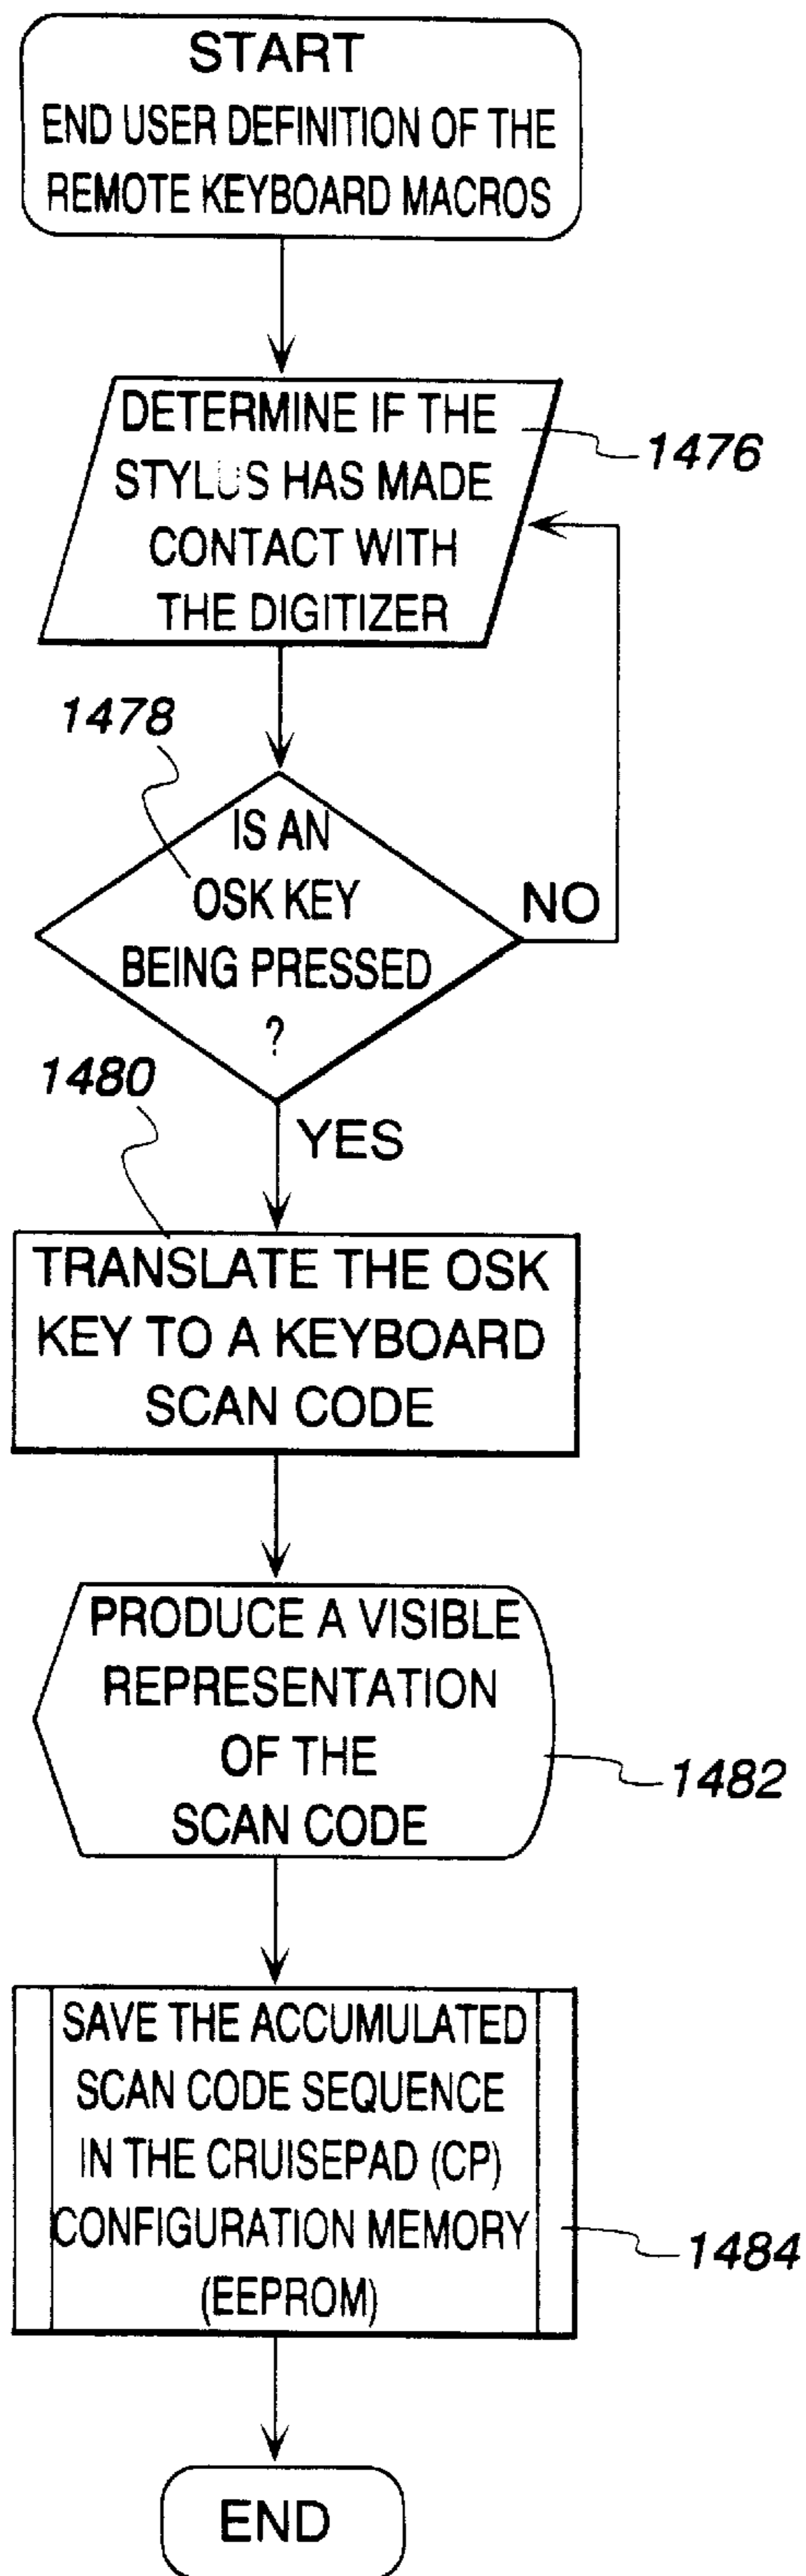 START
END USER DEFINITION OF THE
REMOTE KEYBOARD MACROS
DETERMINE IF THE
STYLUS HAS MADE
CONTACT WITH
THE DIGITIZER
1476
1478
IS AN
OSK KEY
BEING PRESSED
?
NO
1480
YES
TRANSLATE THE OSK
KEY TO A KEYBOARD
SCAN CODE
PRODUCE A VISIBLE
REPRESENTATION
OF THE
SCAN CODE
1482
SAVE THE ACCUMULATED
SCAN CODE SEQUENCE
IN THE CRUISEPAD (CP)
CONFIGURATION MEMORY
(EEPROM)
1484
END